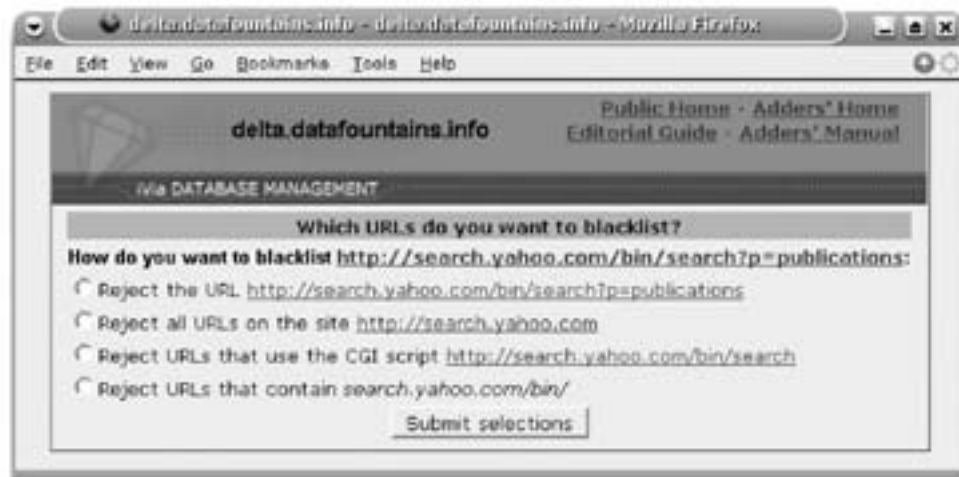 delta.datafountains.info - delta.datafountains.info - Mozilla Firefox
File Edit View Go Bookmarks Tools Help
Public Home - Adders' Home
delta.datafountains.info
Editorial Guide - Adders' Manual
iVia DATABASE MANAGEMENT
Which URLs do you want to blacklist?
How do you want to blacklist http://search.yahoo.com/bin/search?p=publications:
Reject the URL http://search.yahoo.com/bin/search?p=publications
Reject all URLs on the site http://search.yahoo.com
Reject URLs that use the CGI script http://search.yahoo.com/bin/search
Reject URLs that contain search.yahoo.com/bin/
Submit selections